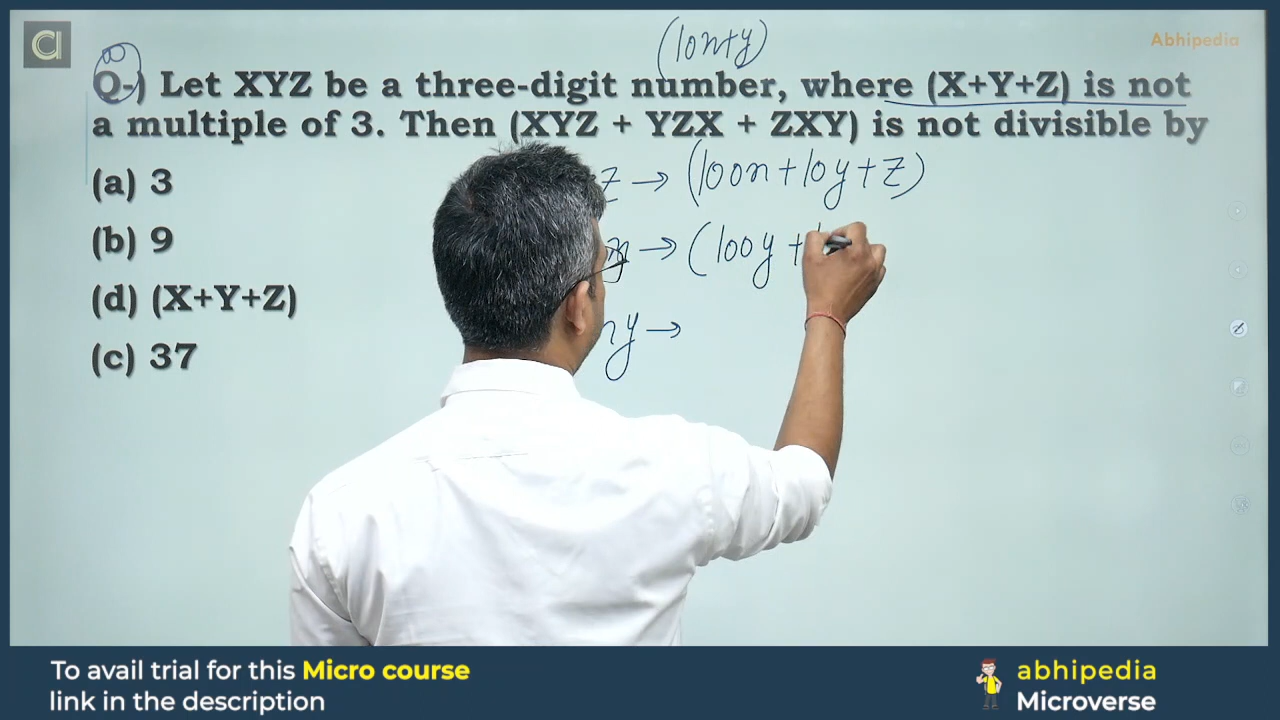 Abhipedia
(10x+y)
Q-) Let XYZ be a three-digit number, where (X+Y+Z) is not
a multiple of 3. Then (XYZ + YZX + ZXY) is not divisible by
(a) 3
z → (100x+10y+z)
(b) 9
x → (100y +
(d) (X+Y+Z)
xy →
(c) 37
To avail trial for this Micro course
link in the description
abhipedia
Microverse